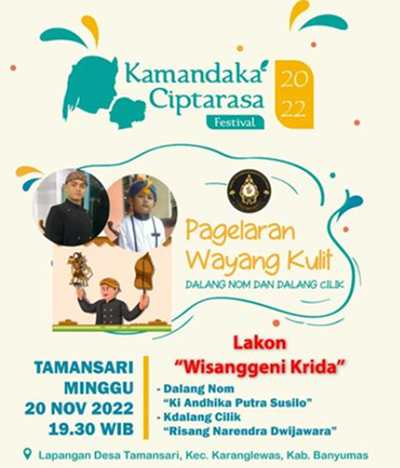 Kamandaka
Ciptarasa
Festival
20
22
Pagelaran
Wayang Kulit
DALANG NOM DAN DALANG CILIK
Lakon
"Wisanggeni Krida"
TAMANSARI
MINGGU
20 NOV 2022
19.30 WIB
- Dalang Nom
"Ki Andhika Putra Susilo"
- Kdalang Cilik
"Risang Narendra Dwijawara"
Lapangan Desa Tamansari, Kec. Karanglewas, Kab. Banyumas